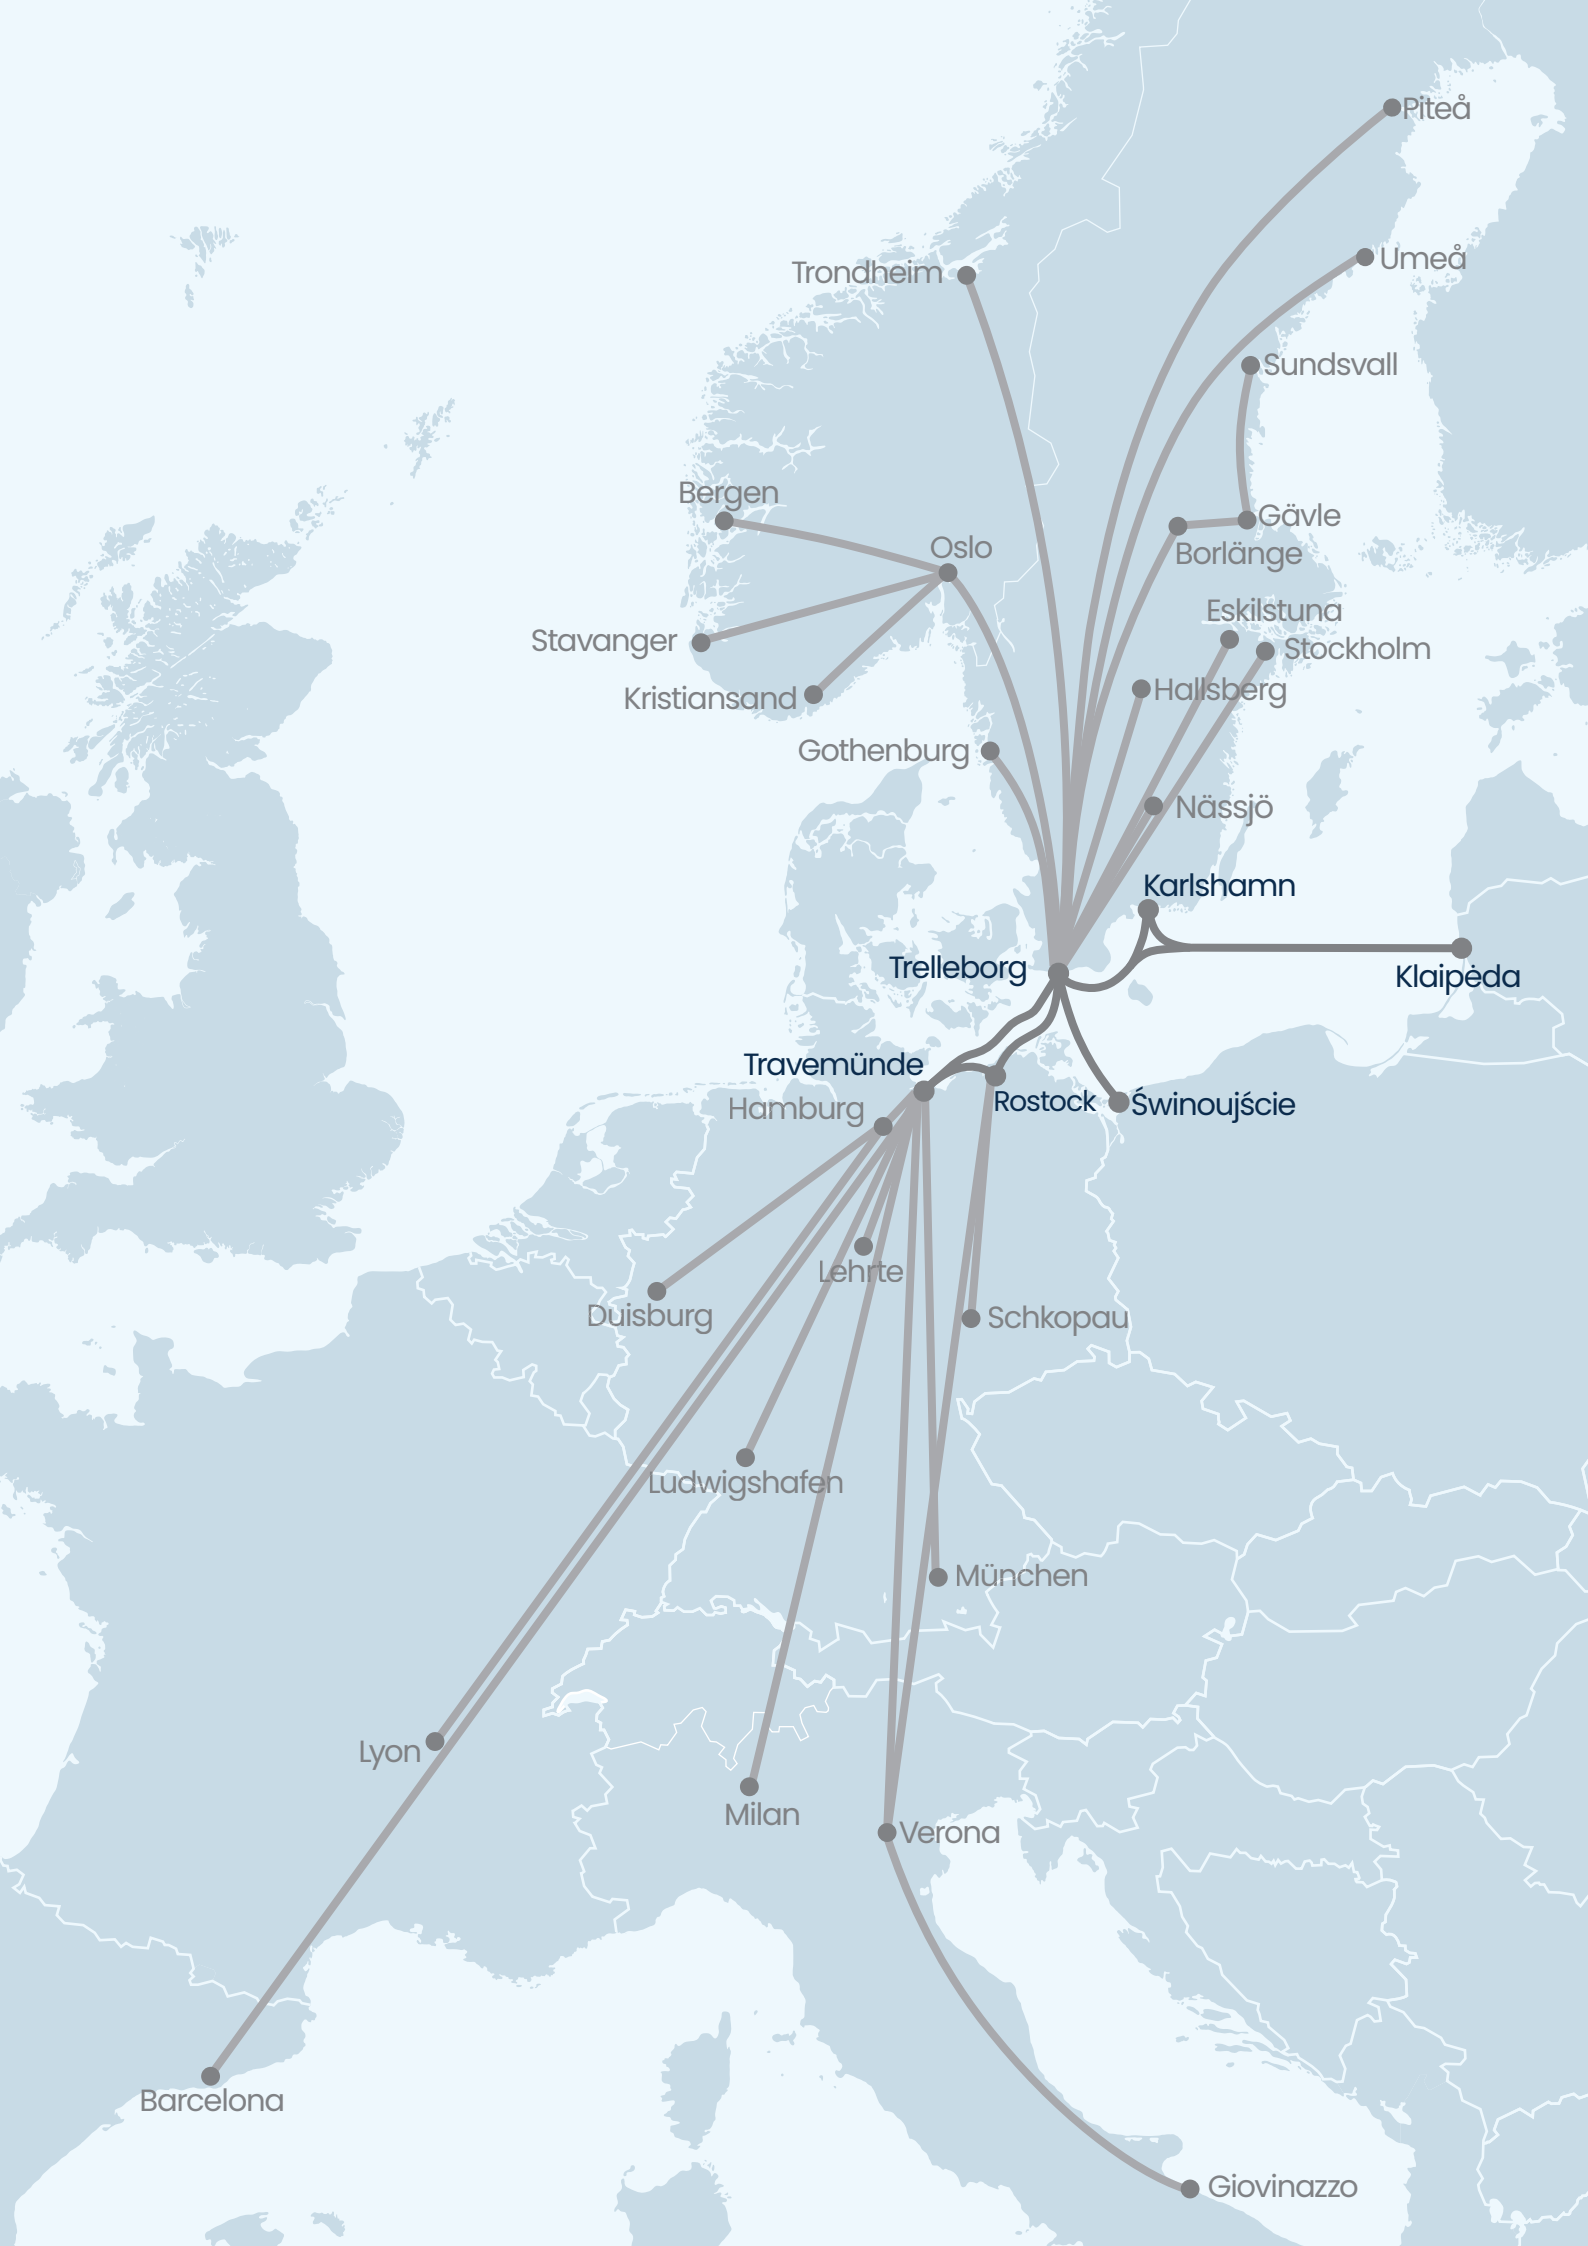 Piteå
Umeå
Trondheim
Sundsvall
Bergen
Gävle
Oslo
Borlänge
Eskilstuna
Stavanger
Stockholm
Kristiansand
Hallsberg
Gothenburg
Nässjö
Karlshamn
Trelleborg
Klaipėda
Travemünde
Hamburg
Rostock
Świnoujście
Lehrte
Duisburg
Schkopau
Ludwigshafen
München
Lyon
Milan
Verona
Barcelona
Giovinazzo